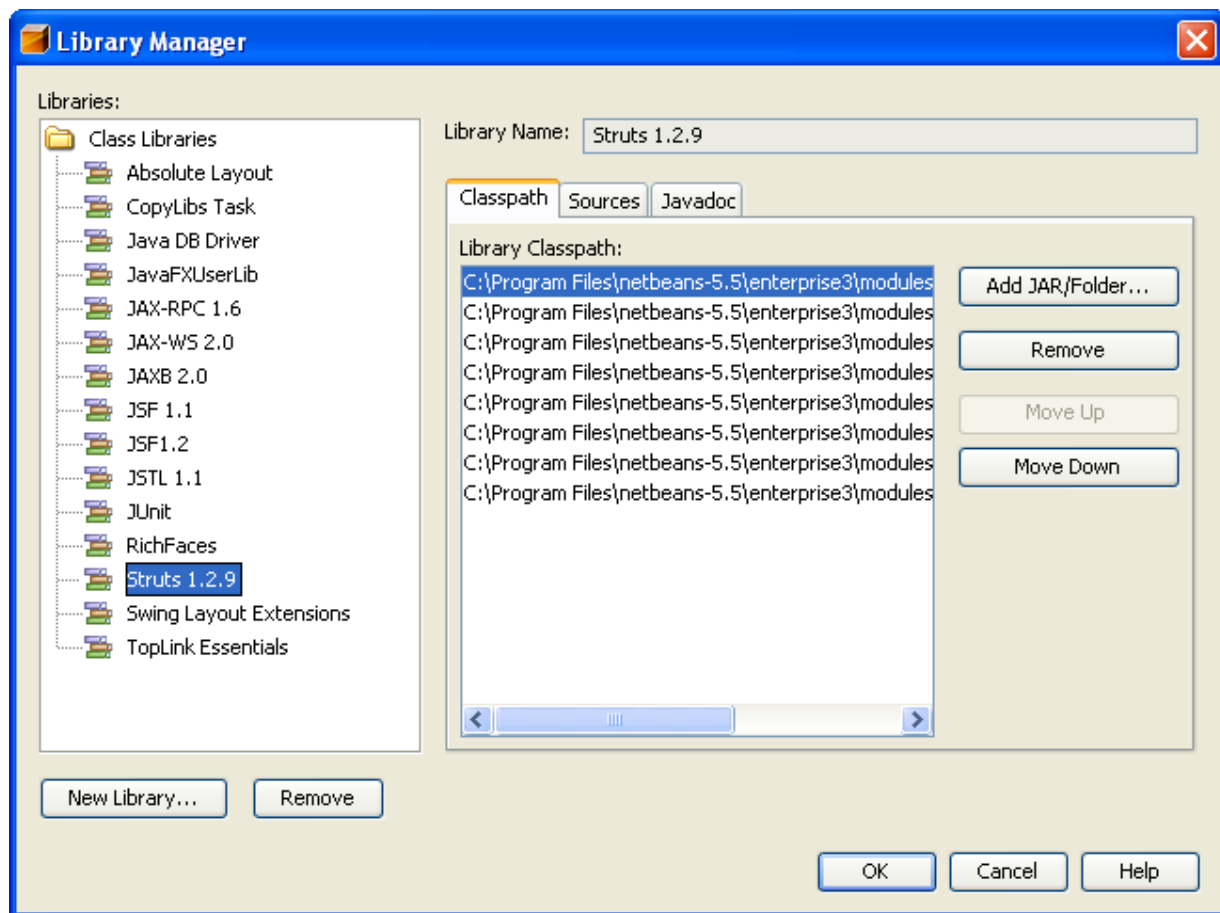 Library Manager
Libraries:
Class Libraries
Absolute Layout
CopyLibs Task
Java DB Driver
JavaFXUserLib
JAX-RPC 1.6
JAX-WS 2.0
JAXB 2.0
JSF 1.1
JSF1.2
JSTL 1.1
JUnit
RichFaces
Struts 1.2.9
Swing Layout Extensions
TopLink Essentials
New Library...
Remove
Library Name:
Struts 1.2.9
Classpath Sources Javadoc
Library Classpath:
C:\Program Files\netbeans-5.5\enterprise3\modules
C:\Program Files\netbeans-5.5\enterprise3\modules
C:\Program Files\netbeans-5.5\enterprise3\modules
C:\Program Files\netbeans-5.5\enterprise3\modules
C:\Program Files\netbeans-5.5\enterprise3\modules
C:\Program Files\netbeans-5.5\enterprise3\modules
C:\Program Files\netbeans-5.5\enterprise3\modules
C:\Program Files\netbeans-5.5\enterprise3\modules
Add JAR/Folder...
Remove
Move Up
Move Down
OK
Cancel
Help